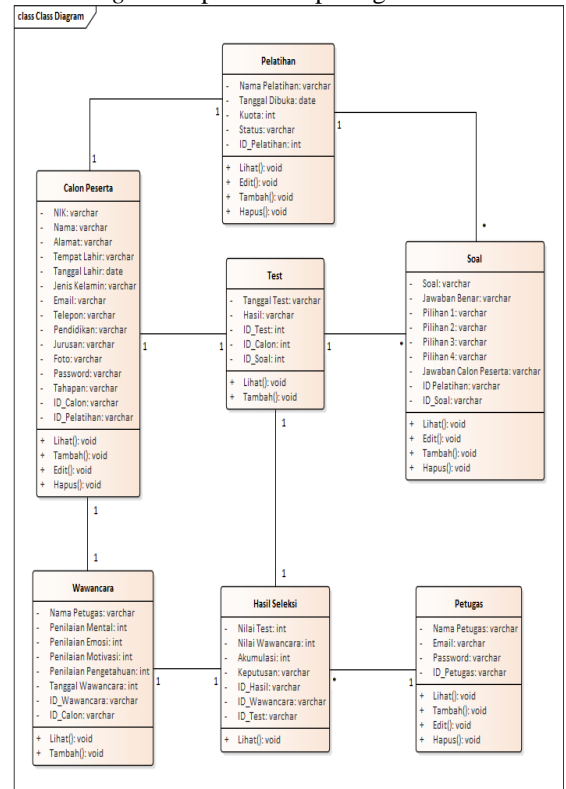 class Class Diagram
Pelatihan
- Nama Pelatihan: varchar
- Tanggal Dibuka: date
- Kuota: int
- Status: varchar
- ID_Pelatihan: int
+ Lihat(): void
+ Edit(): void
+ Tambah(): void
+ Hapus(): void
1
1
1
*
Calon Peserta
- NIK: varchar
- Nama: varchar
- Alamat: varchar
- Tempat Lahir: varchar
- Tanggal Lahir: date
- Jenis Kelamin: varchar
- Email: varchar
- Telepon: varchar
- Pendidikan: varchar
- Jurusan: varchar
- Foto: varchar
- Password: varchar
- Tahapan: varchar
- ID_Calon: varchar
- ID_Pelatihan: varchar
+ Lihat(): void
+ Tambah(): void
+ Edit(): void
+ Hapus(): void
1
1
Test
- Tanggal Test: varchar
- Hasil: varchar
- ID_Test: int
- ID_Calon: int
- ID_Soal: int
+ Lihat(): void
+ Tambah(): void
1
*
Soal
- Soal: varchar
- Jawaban Benar: varchar
- Pilihan 1: varchar
- Pilihan 2: varchar
- Pilihan 3: varchar
- Pilihan 4: varchar
- Jawaban Calon Peserta: varchar
- ID Pelatihan: varchar
- ID_Soal: varchar
+ Lihat(): void
+ Edit(): void
+ Tambah(): void
+ Hapus(): void
1
1
1
1
Wawancara
- Nama Petugas: varchar
- Penilaian Mental: int
- Penilaian Emosi: int
- Penilaian Motivasi: int
- Penilaian Pengetahuan: int
- Tanggal Wawancara: int
- ID_Wawancara: varchar
- ID_Calon: varchar
+ Lihat(): void
+ Tambah(): void
1
1
Hasil Seleksi
- Nilai Test: int
- Nilai Wawancara: int
- Akumulasi: int
- Keputusan: varchar
- ID_Hasil: varchar
- ID_Wawancara: varchar
- ID_Test: varchar
+ Lihat(): void
*
1
Petugas
- Nama Petugas: varchar
- Email: varchar
- Password: varchar
- ID_Petugas: varchar
+ Lihat(): void
+ Tambah(): void
+ Edit(): void
+ Hapus(): void